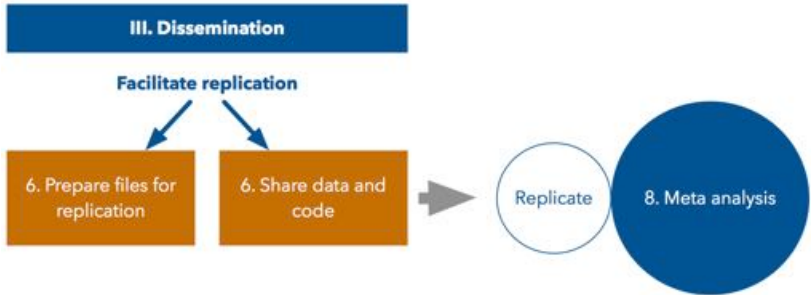 III. Dissemination
Facilitate replication
6. Prepare files for
replication
6. Share data and
code
Replicate
8. Meta analysis